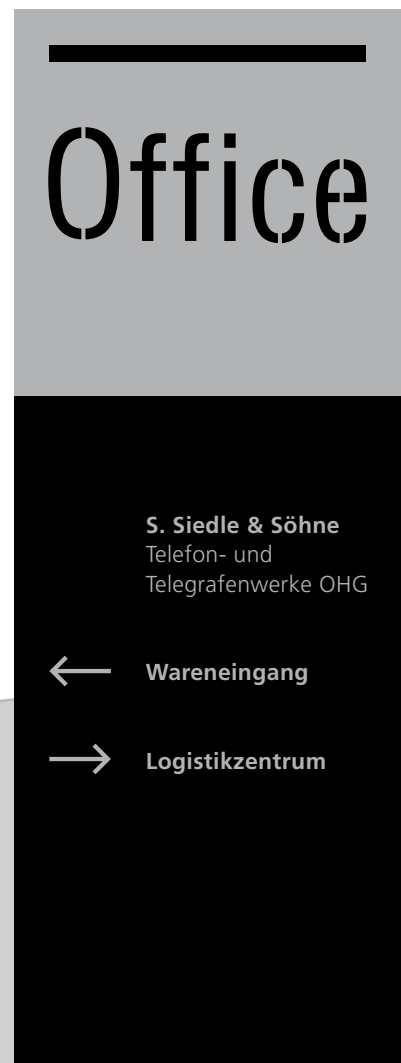 Office
S. Siedle & Söhne
Telefon- und
Telegrafenwerke OHG
← Wareneingang
→ Logistikzentrum